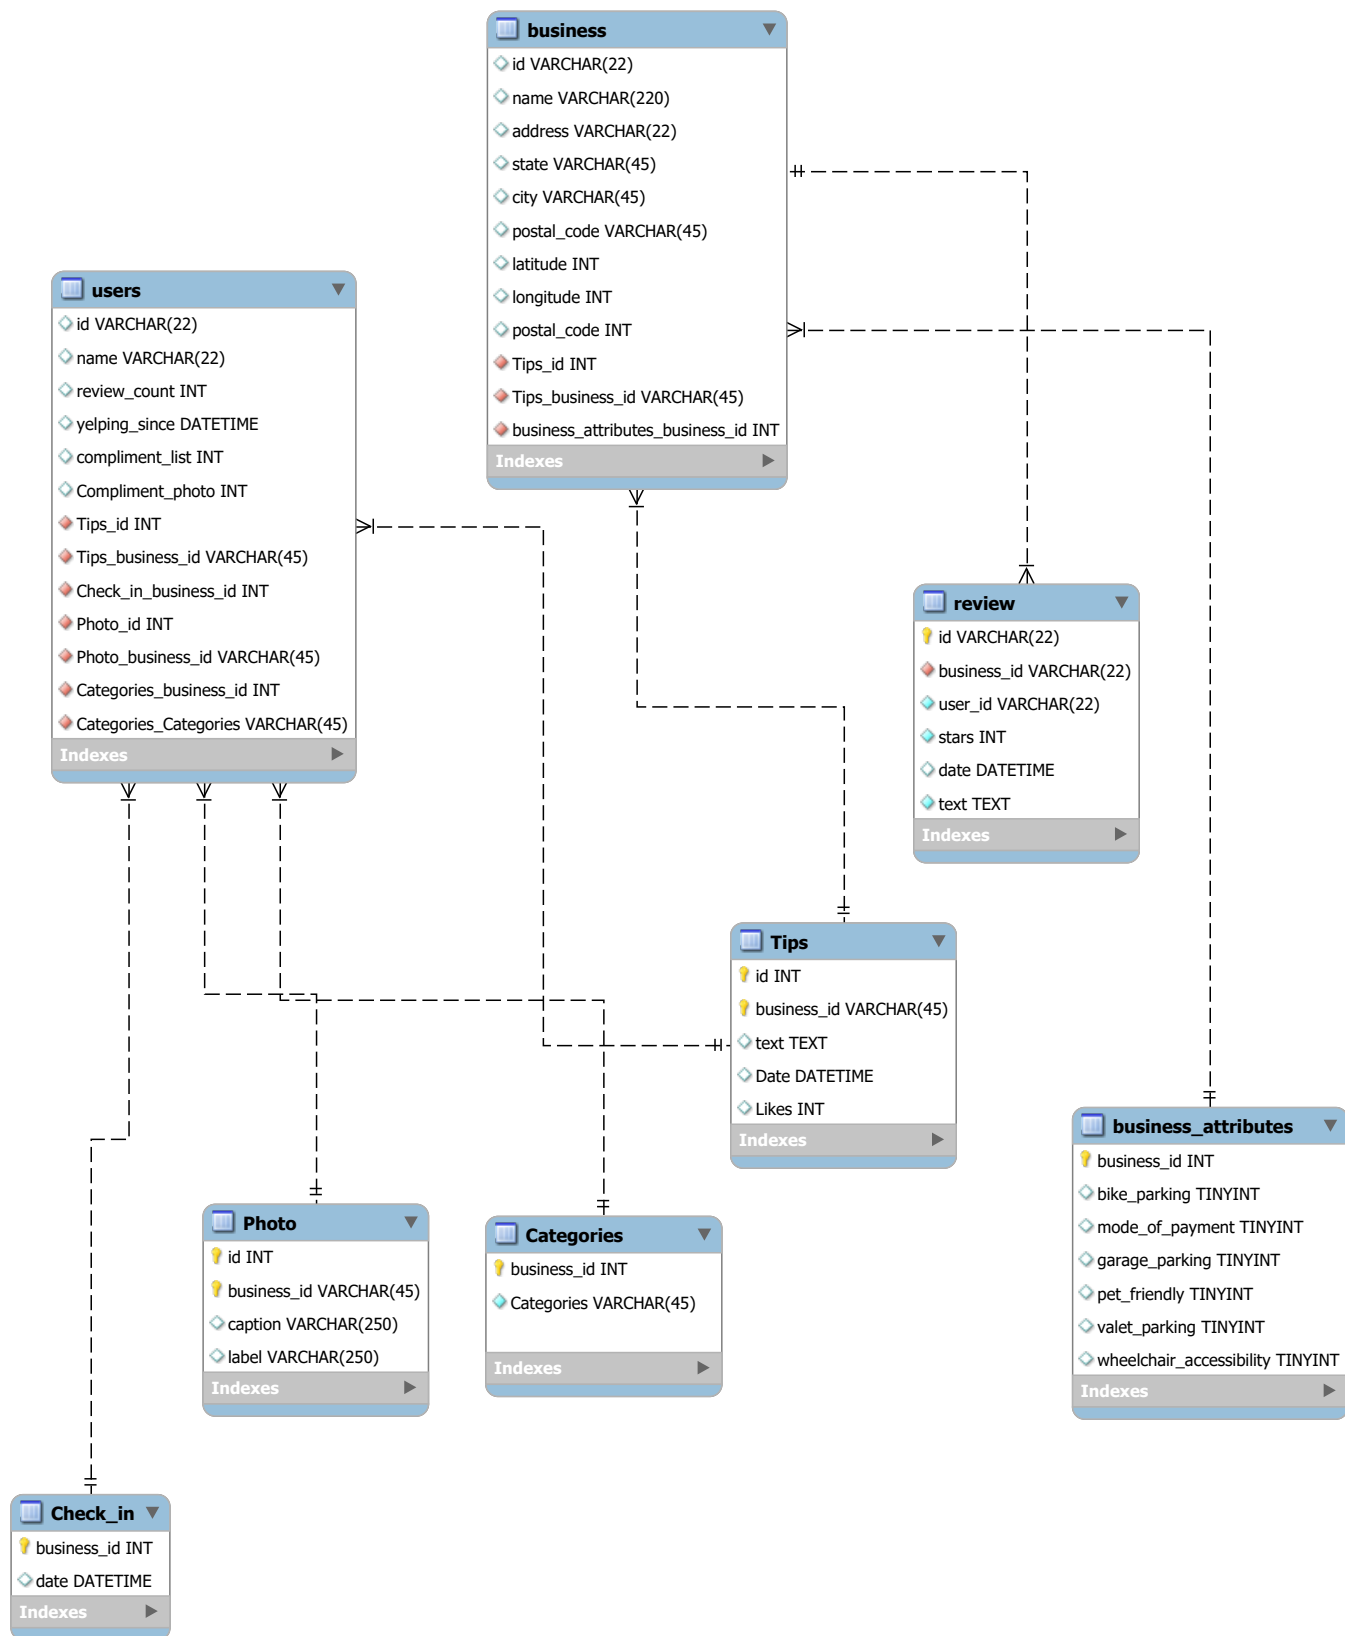 business
id VARCHAR(22)
name VARCHAR(220)
address VARCHAR(22)
state VARCHAR(45)
city VARCHAR(45)
postal_code VARCHAR(45)
latitude INT
longitude INT
postal_code INT
Tips_id INT
Tips_business_id VARCHAR(45)
business_attributes_business_id INT
Indexes
users
id VARCHAR(22)
name VARCHAR(22)
review_count INT
yelping_since DATETIME
compliment_list INT
Compliment_photo INT
Tips_id INT
Tips_business_id VARCHAR(45)
Check_in_business_id INT
Photo_id INT
Photo_business_id VARCHAR(45)
Categories_business_id INT
Categories_Categories VARCHAR(45)
Indexes
review
id VARCHAR(22)
business_id VARCHAR(22)
user_id VARCHAR(22)
stars INT
date DATETIME
text TEXT
Indexes
Tips
id INT
business_id VARCHAR(45)
text TEXT
Date DATETIME
Likes INT
Indexes
business_attributes
business_id INT
bike_parking TINYINT
mode_of_payment TINYINT
garage_parking TINYINT
pet_friendly TINYINT
valet_parking TINYINT
wheelchair_accessibility TINYINT
Indexes
Photo
id INT
business_id VARCHAR(45)
caption VARCHAR(250)
label VARCHAR(250)
Indexes
Categories
business_id INT
Categories VARCHAR(45)
Indexes
Check_in
business_id INT
date DATETIME
Indexes